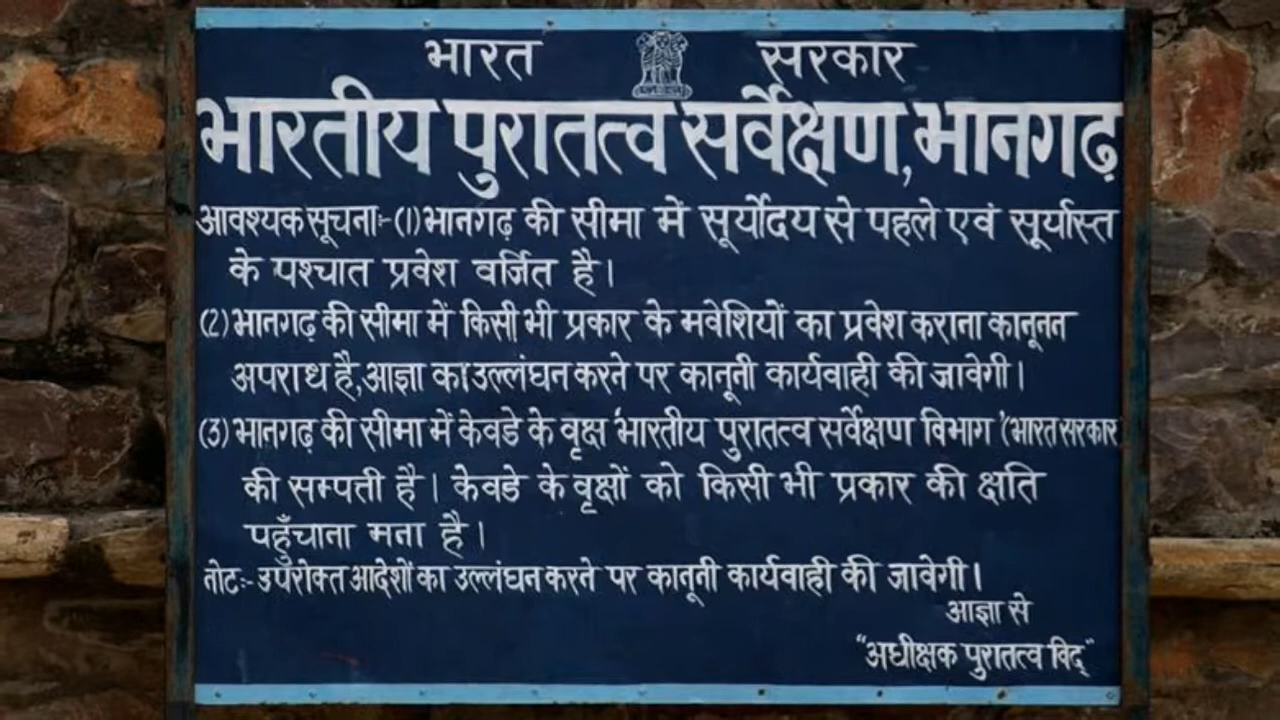 भारत सरकार
भारतीय पुरातत्व सर्वेक्षण, भानगढ़
आवश्यक सूचनाः- (1) भानगढ़ की सीमा में सूर्योदय से पहले एवं सूर्यास्त
के पश्चात प्रवेश वर्जित है।
(2) भानगढ़ की सीमा में किसी भी प्रकार के मवेशियों का प्रवेश कराना कानूनन
अपराध है, आज्ञा का उल्लंघन करने पर कानूनी कार्यवाही की जावेगी।
(3) भानगढ़ की सीमा में केवडे के वृक्ष 'भारतीय पुरातत्व सर्वेक्षण विभाग' (भारत सरकार)
की सम्पती है। केवडे के वृक्षों को किसी भी प्रकार की क्षति
पहुँचाना मना है।
नोटः- उपरोक्त आदेशों का उल्लंघन करने पर कानूनी कार्यवाही की जावेगी।
आज्ञा से
"अधीक्षक पुरातत्व विद्"